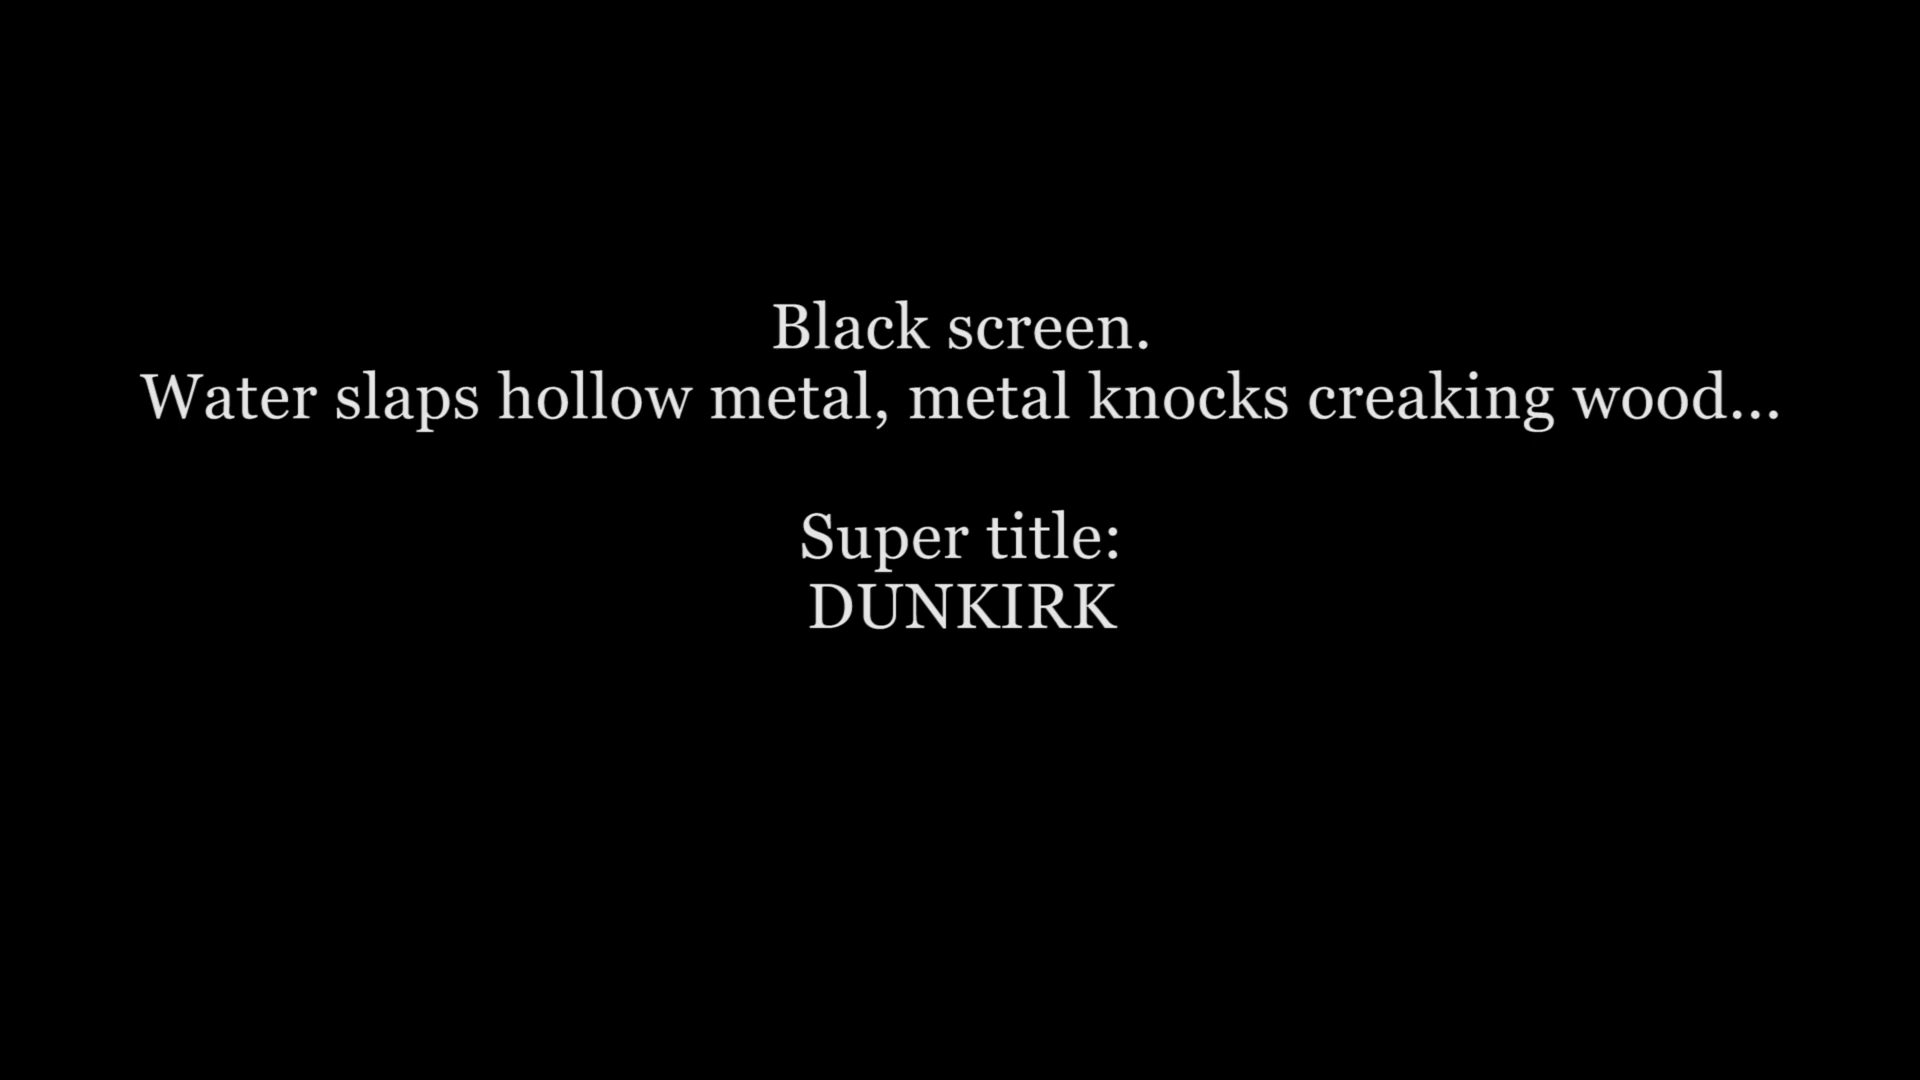 Black screen.
Water slaps hollow metal, metal knocks creaking wood...
Super title:
DUNKIRK